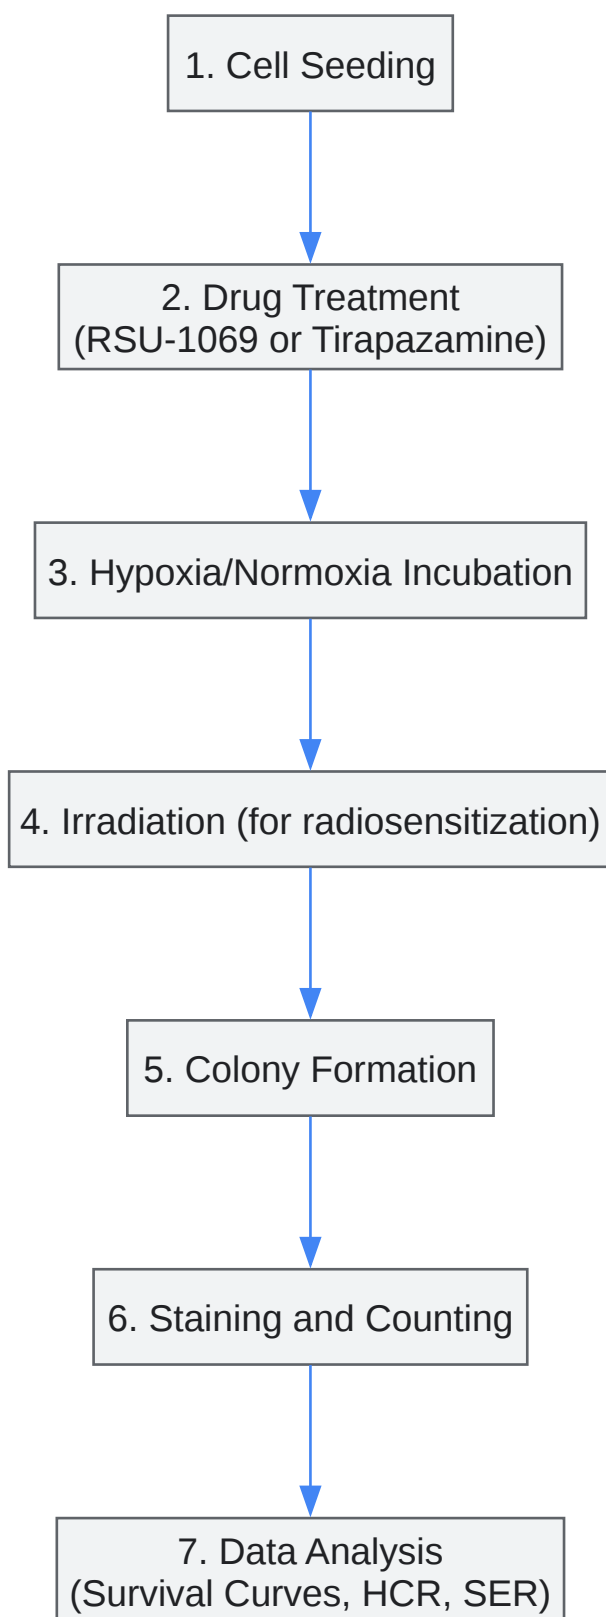 1. Cell Seeding
2. Drug Treatment
(RSU-1069 or Tirapazamine)
3. Hypoxia/Normoxia Incubation
4. Irradiation (for radiosensitization)
5. Colony Formation
6. Staining and Counting
7. Data Analysis
(Survival Curves, HCR, SER)